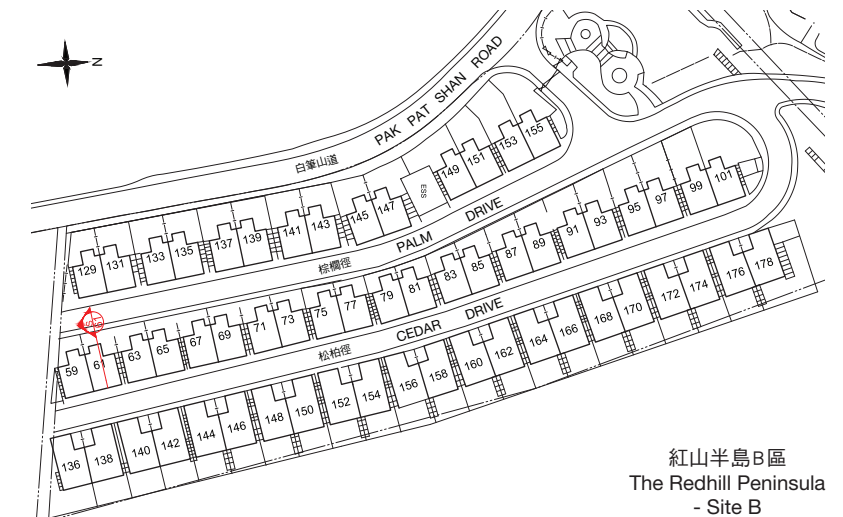 N
PAK PAT SHAN ROAD
白筆山道
153 155
149 151
ESS
145 147
141 143
137 139
133 135
129 131
PALM DRIVE
棕櫚徑
99 101
95 97
91 93
87 89
83 85
79 81
75 77
71 73
67 69
63 65
59 61
CEDAR DRIVE
松柏徑
176 178
172 174
168 170
164 166
160 162
156 158
152 154
148 150
144 146
140 142
136 138
紅山半島B區
The Redhill Peninsula
- Site B